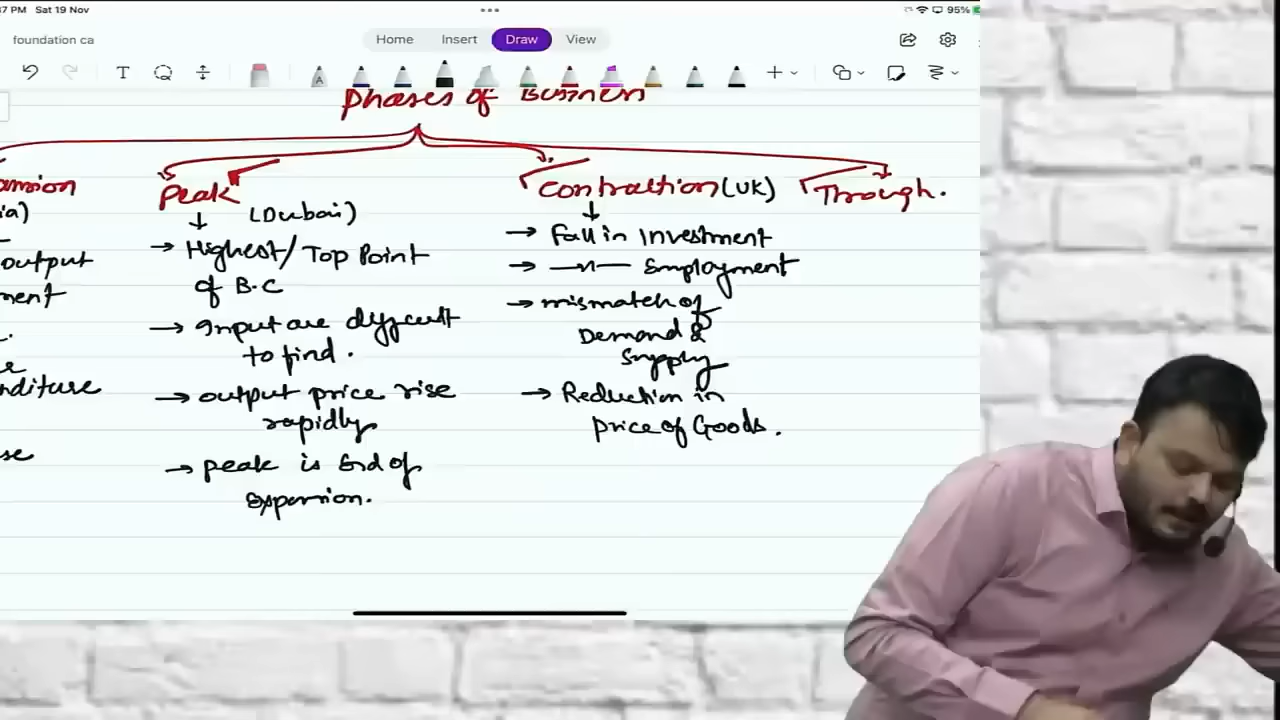 37 PM Sat 19 Nov
95%
foundation ca
Home Insert Draw View
T
A
Phases of Business
ansion
ia)
output
ment
e
nditure
se
Peak
(Dubai)
→ Highest/Top Point
of B.C
→ Input are difficult
to find.
→ output price rise
rapidly
→ peak is End of
Expansion.
Contraction (UK)
→ Fall in Investment
→ —〃— Employment
→ mismatch of
Demand &
Supply
→ Reduction in
price of Goods.
Through.